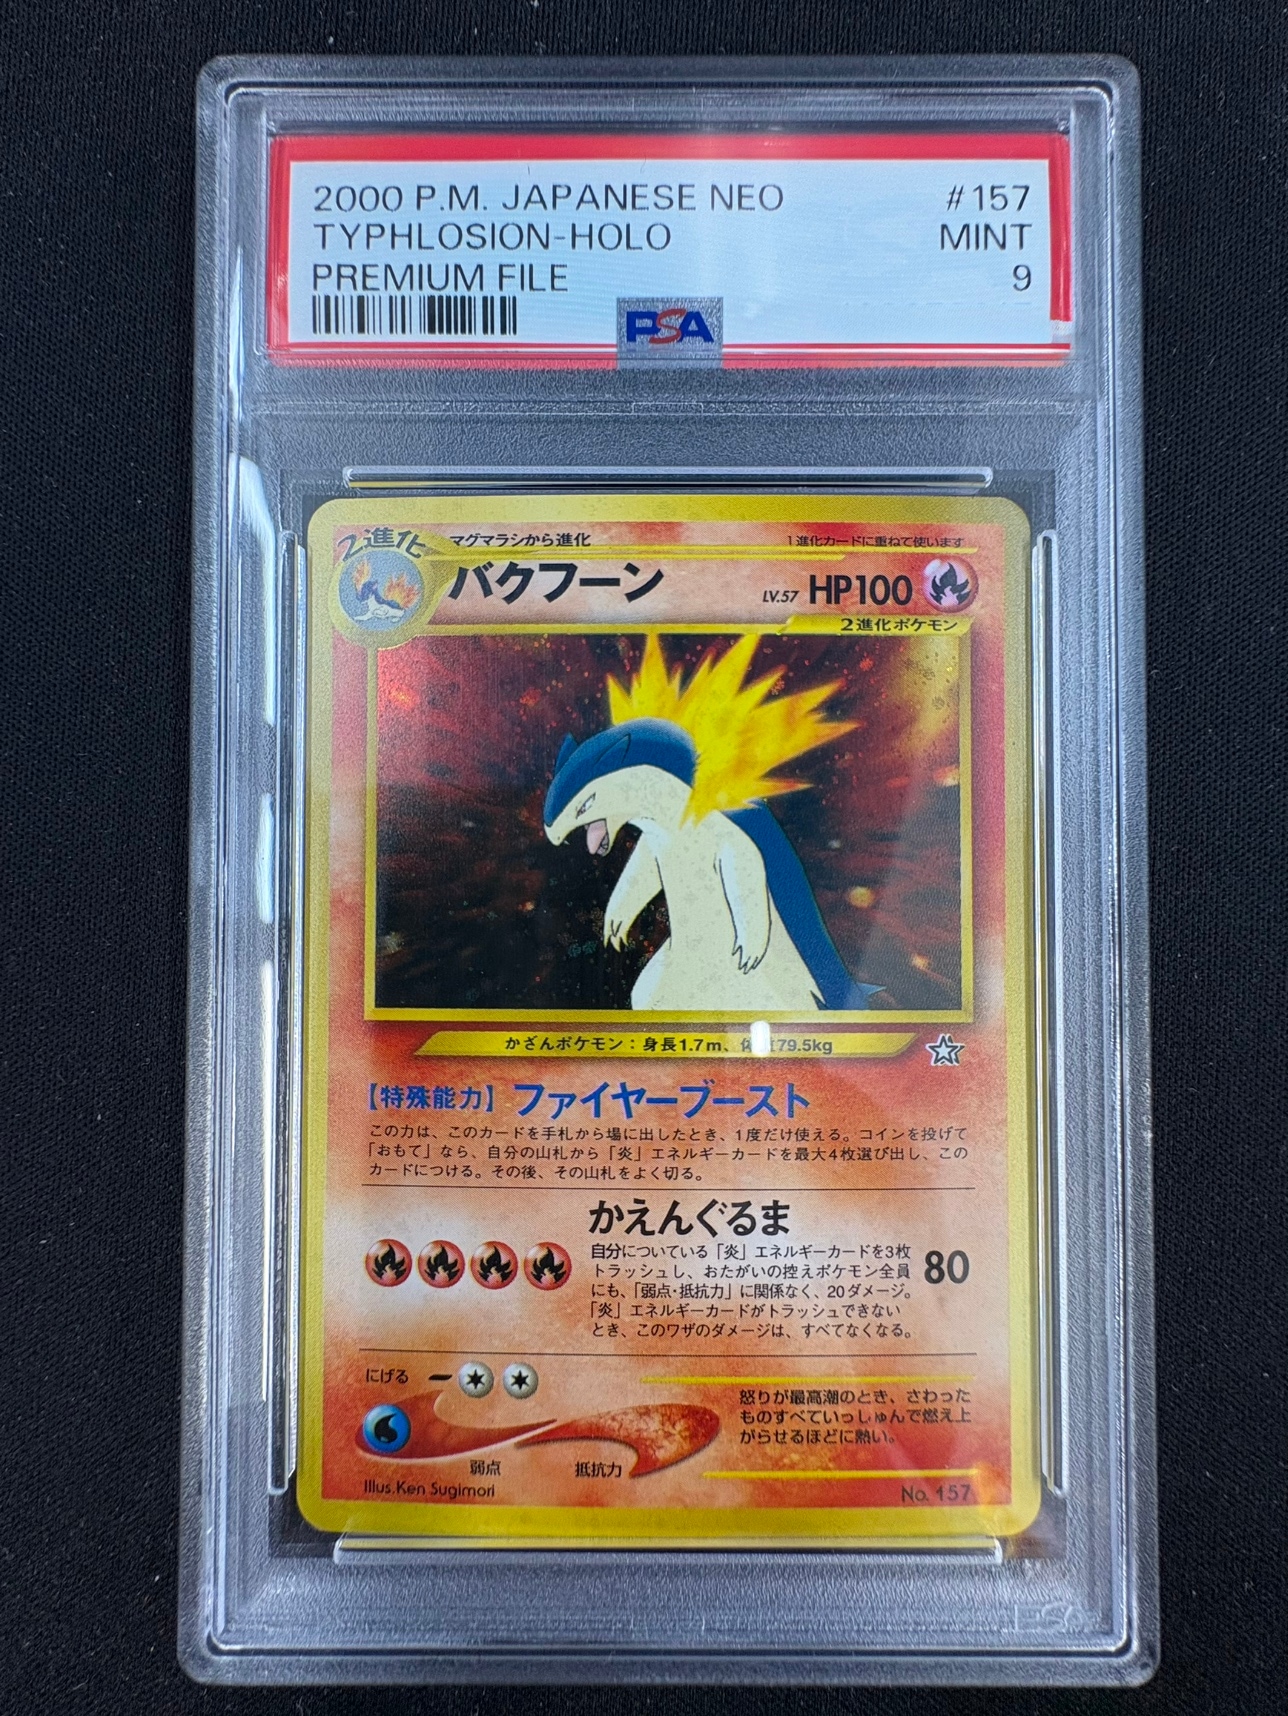 2000 P.M. JAPANESE NEO #157
TYPHLOSION-HOLO MINT
PREMIUM FILE 9
PSA
2進化 マグマラシから進化 1進化カードに重ねて使います
バクフーン LV.57 HP100
2進化ポケモン
かざんポケモン：身長1.7m、79.5kg
【特殊能力】ファイヤーブースト
この力は、このカードを手札から場に出したとき、1度だけ使える。コインを投げて
「おもて」なら、自分の山札から「炎」エネルギーカードを最大4枚選び出し、この
カードにつける。その後、その山札をよく切る。
かえんぐるま
自分についている「炎」エネルギーカードを3枚
トラッシュし、おたがいの控えポケモン全員
にも、「弱点・抵抗力」に関係なく、20ダメージ。
「炎」エネルギーカードがトラッシュできない
とき、このワザのダメージは、すべてなくなる。
80
にげる
弱点 抵抗力
怒りが最高潮のとき、さわった
ものすべていっしゅんで燃え上
がらせるほどに熱い。
Illus.Ken Sugimori No. 157
PSA